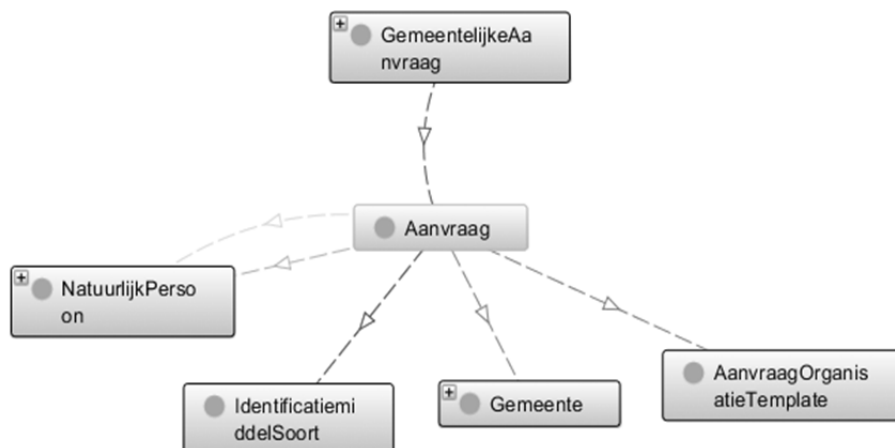 GemeentelijkeAa
nvraag
Aanvraag
NatuurlijkPerso
on
Identificatiemi
ddelSoort
Gemeente
AanvraagOrganis
atieTemplate